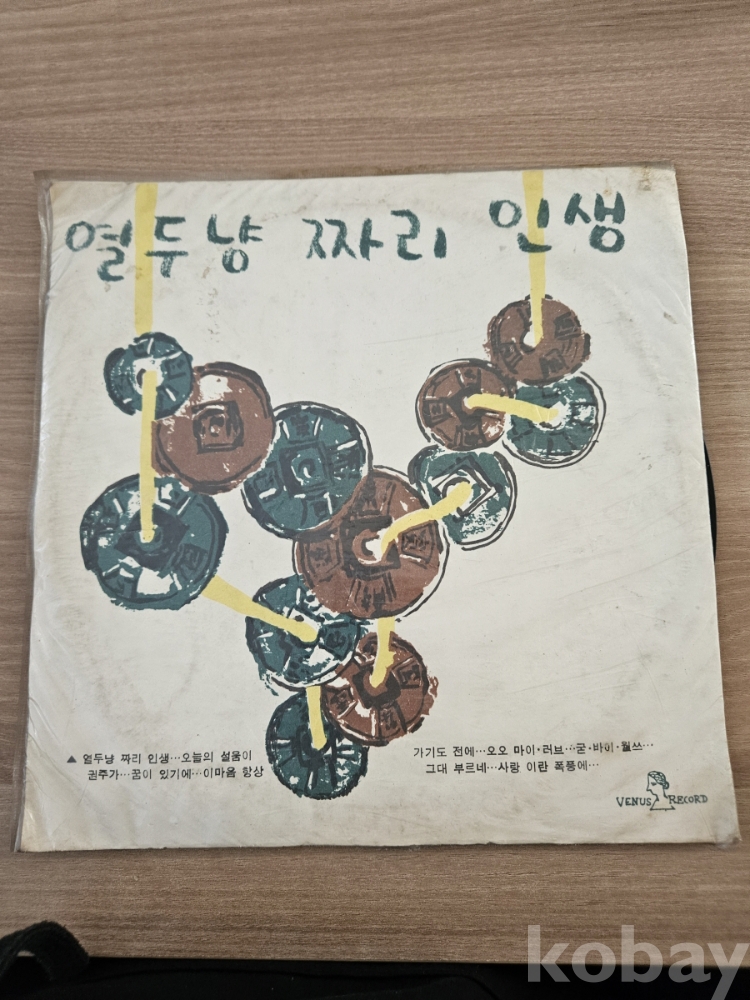 열두냥 짜리 인생
▲ 열두냥 짜리 인생…오늘의 설움이
권주가…꿈이 있기에…이마음 항상
가기도 전에…오오 마이·러브…굳·바이·월쓰…
그대 부르네…사랑 이란 폭풍에…
VENUS RECORD
kobay